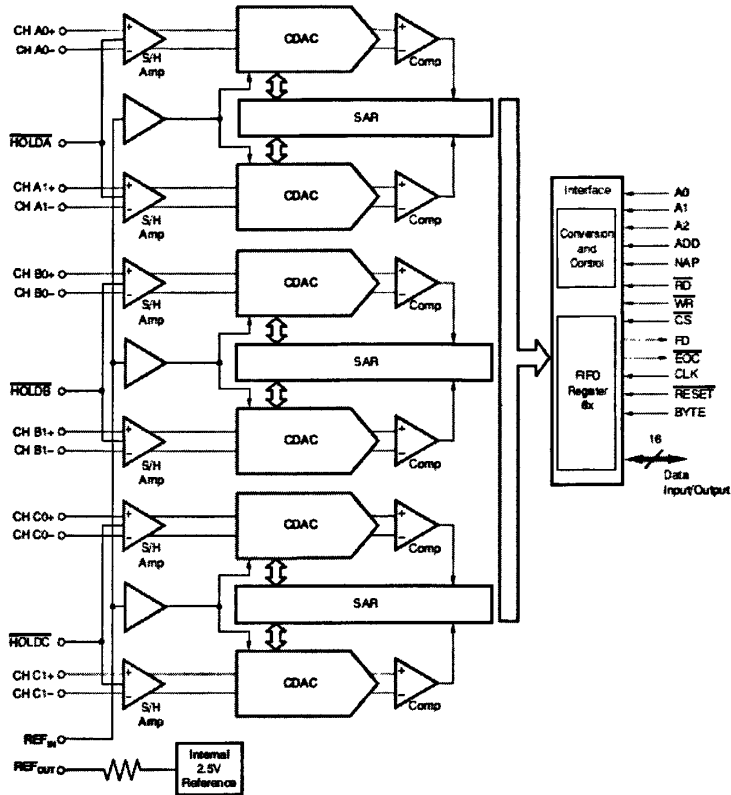 CH A0+
CH A0–
S/H
Amp
CDAC
Comp
HOLDA
SAR
CH A1+
CH A1–
S/H
Amp
CDAC
Comp
CH B0+
CH B0–
S/H
Amp
CDAC
Comp
HOLDB
SAR
CH B1+
CH B1–
S/H
Amp
CDAC
Comp
CH C0+
CH C0–
S/H
Amp
CDAC
Comp
HOLDC
SAR
CH C1+
CH C1–
S/H
Amp
CDAC
Comp
REF IN
REF OUT
Internal
2.5V
Reference
Interface
Conversion
and
Control
FIFO
Register
6x
A0
A1
A2
ADD
NAP
RD
WR
CS
FD
EOC
CLK
RESET
BYTE
16
Data
Input/Output